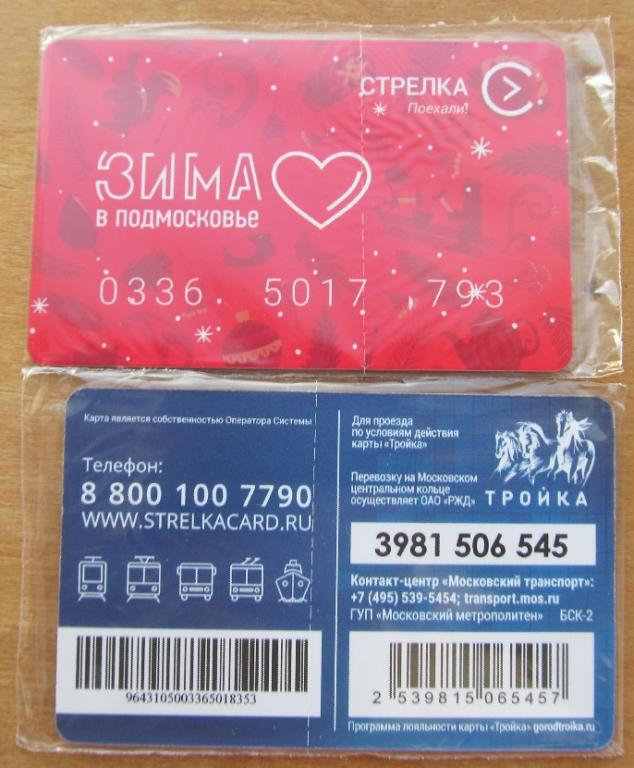 СТРЕЛКА
Поехали!
ЗИМА
В ПОДМОСКОВЬЕ
0336 5017 793
Карта является собственностью Оператора Системы
Телефон:
8 800 100 7790
WWW.STRELKACARD.RU
9643105003365018353
Для проезда
по условиям действия
карты «Тройка»
Перевозку на Московском
центральном кольце
осуществляет ОАО «РЖД»
ТРОЙКА
3981 506 545
Контакт-центр «Московский транспорт»:
+7 (495) 539-5454; transport.mos.ru
ГУП «Московский метрополитен» БСК-2
2 539815 065457
Программа лояльности карты «Тройка» gorodtroika.ru